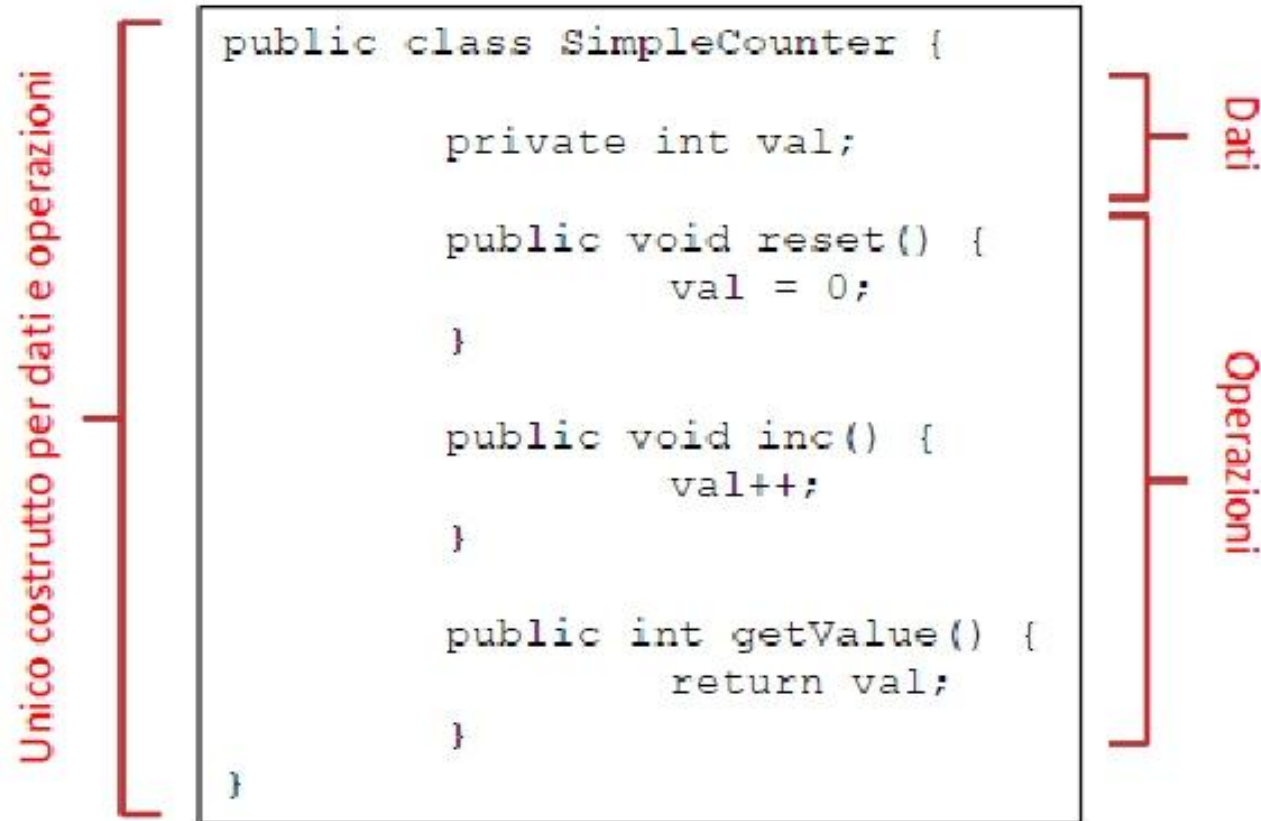 Unico costrutto per dati e operazioni
public class SimpleCounter {
private int val;
public void reset() {
val = 0;
}
public void inc() {
val++;
}
public int getValue() {
return val;
}
}
Dati
Operazioni